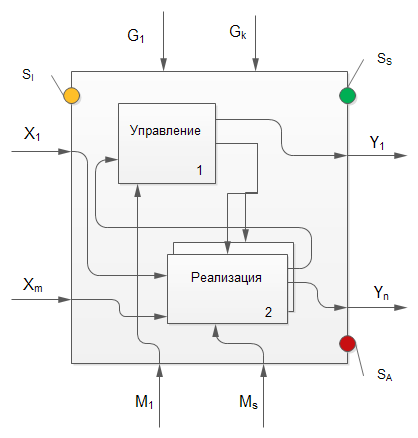 G1
Gk
SI
SS
X1
Управление
1
Y1
Реализация
2
Xm
Yn
SA
M1
Ms